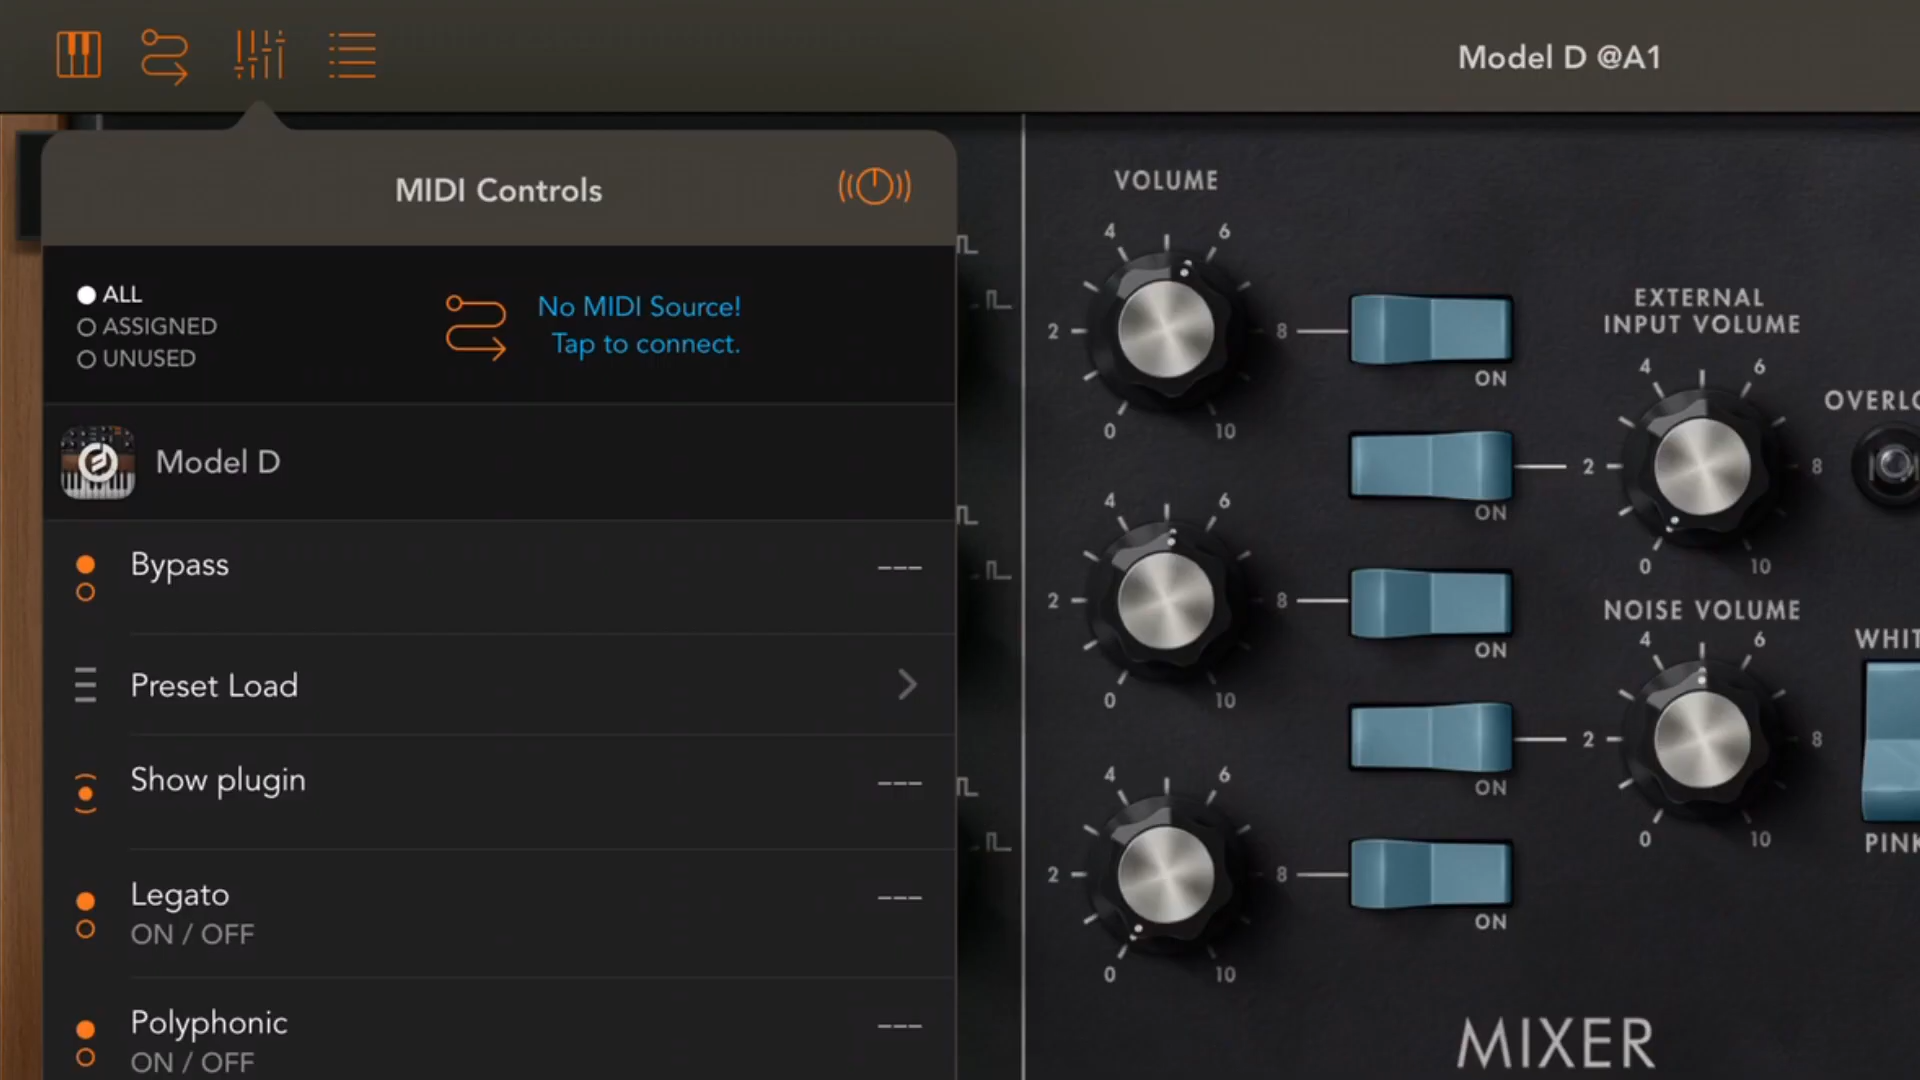 Model D @A1
MIDI Controls
ALL
ASSIGNED
UNUSED
No MIDI Source!
Tap to connect.
Model D
Bypass
---
Preset Load
Show plugin
---
Legato
---
ON / OFF
Polyphonic
---
ON / OFF
VOLUME
4 6
2 8
0 10
ON
EXTERNAL
INPUT VOLUME
4 6
2 8
0 10
ON
4 6
2 8
0 10
ON
NOISE VOLUME
4 6
2 8
0 10
ON
PINK
4 6
2 8
0 10
ON
MIXER